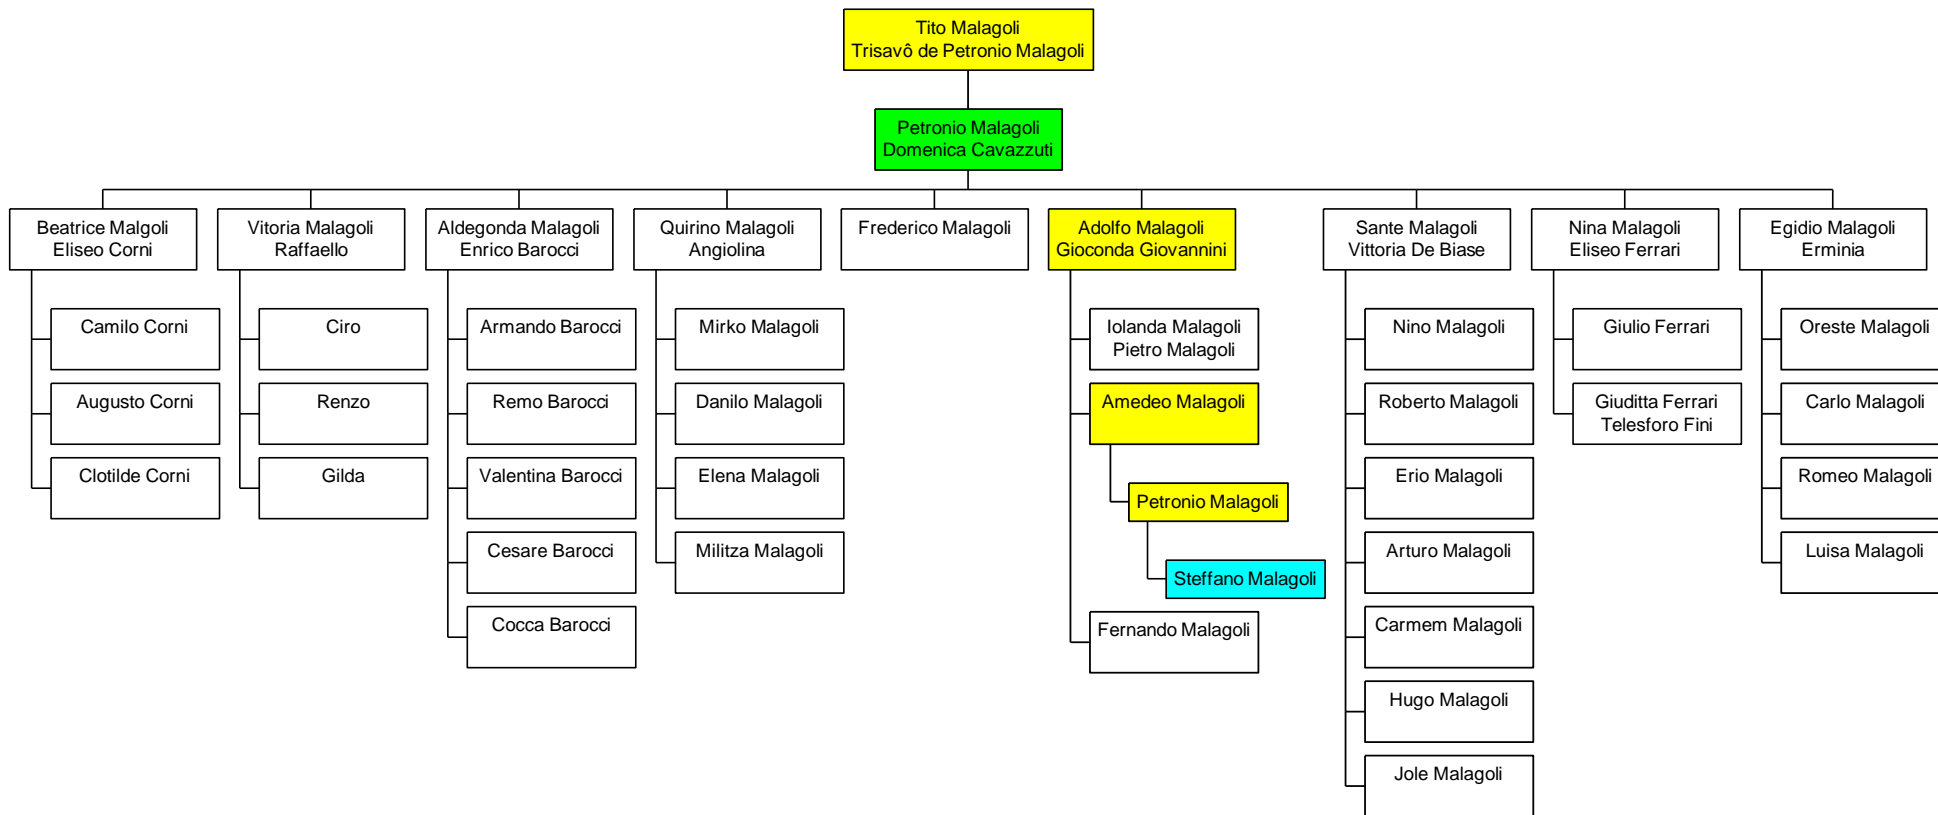 Tito Malagoli
Trisavô de Petronio Malagoli
Petronio Malagoli
Domenica Cavazzuti
Beatrice Malgoli
Eliseo Corni
Camilo Corni
Augusto Corni
Clotilde Corni
Vitoria Malagoli
Raffaello
Ciro
Renzo
Gilda
Aldegonda Malagoli
Enrico Barocci
Armando Barocci
Remo Barocci
Valentina Barocci
Cesare Barocci
Cocca Barocci
Quirino Malagoli
Angiolina
Mirko Malagoli
Danilo Malagoli
Elena Malagoli
Militza Malagoli
Frederico Malagoli
Adolfo Malagoli
Gioconda Giovannini
Iolanda Malagoli
Pietro Malagoli
Amedeo Malagoli
Petronio Malagoli
Steffano Malagoli
Fernando Malagoli
Sante Malagoli
Vittoria De Biase
Nino Malagoli
Roberto Malagoli
Erio Malagoli
Arturo Malagoli
Carmem Malagoli
Hugo Malagoli
Jole Malagoli
Nina Malagoli
Eliseo Ferrari
Giulio Ferrari
Giuditta Ferrari
Telesforo Fini
Egidio Malagoli
Erminia
Oreste Malagoli
Carlo Malagoli
Romeo Malagoli
Luisa Malagoli